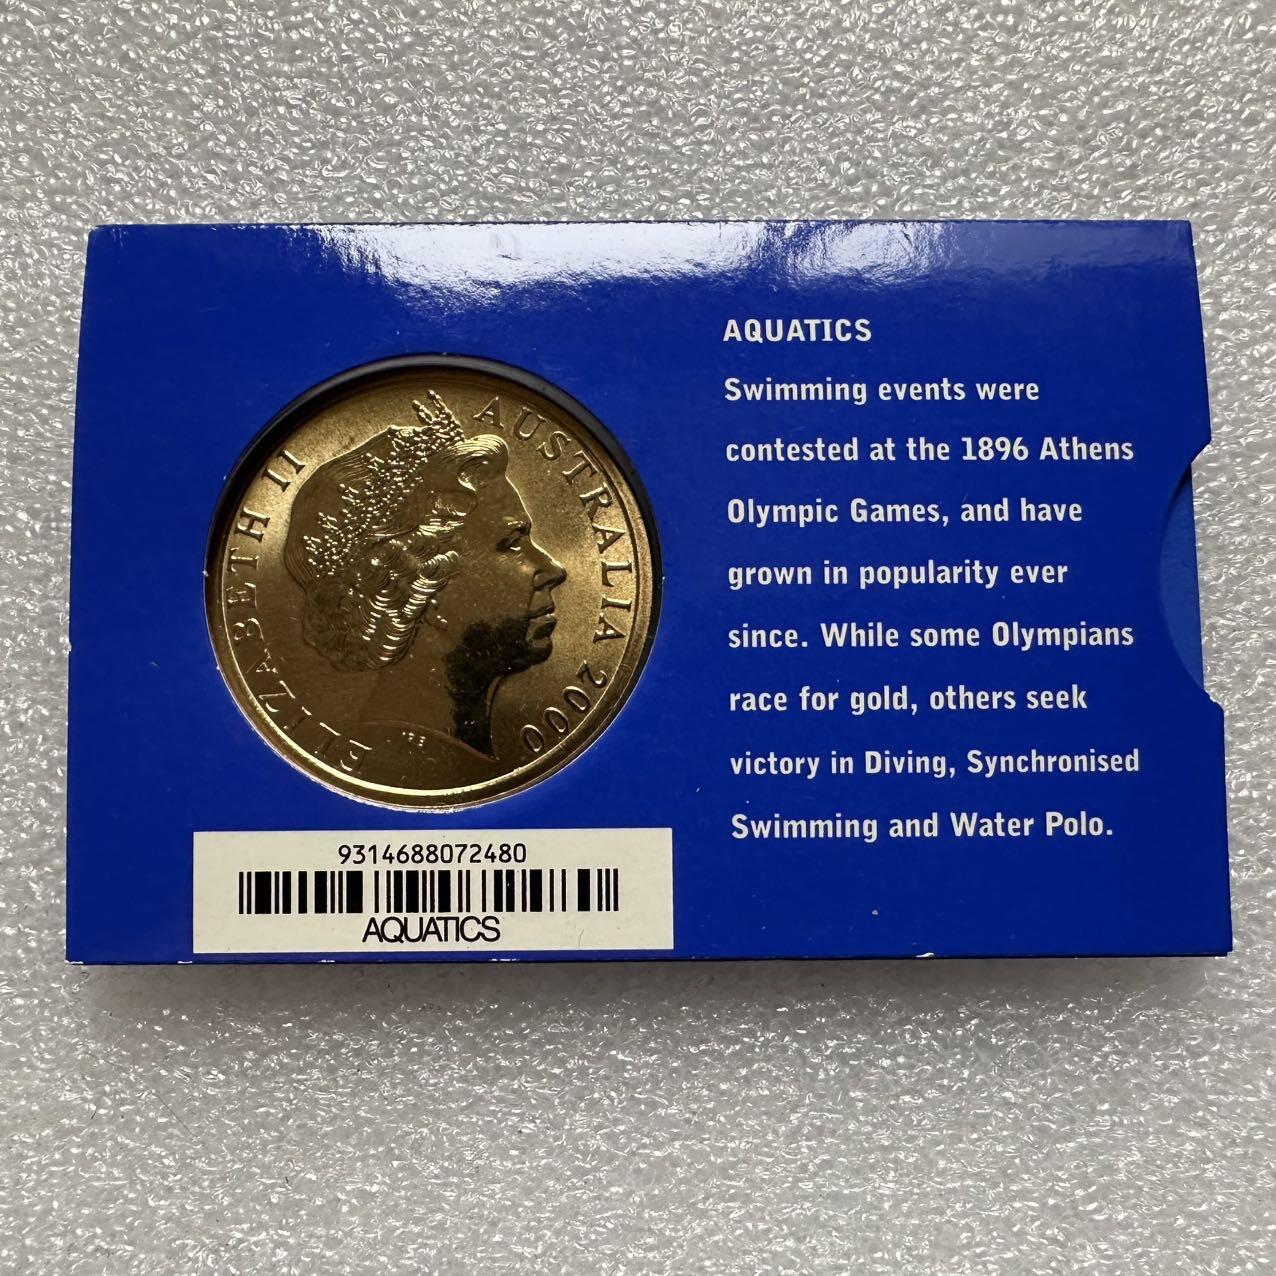 ELIZABETH II
AUSTRALIA 2000
AQUATICS
Swimming events were
contested at the 1896 Athens
Olympic Games, and have
grown in popularity ever
since. While some Olympians
race for gold, others seek
victory in Diving, Synchronised
Swimming and Water Polo.
9314688072480
AQUATICS